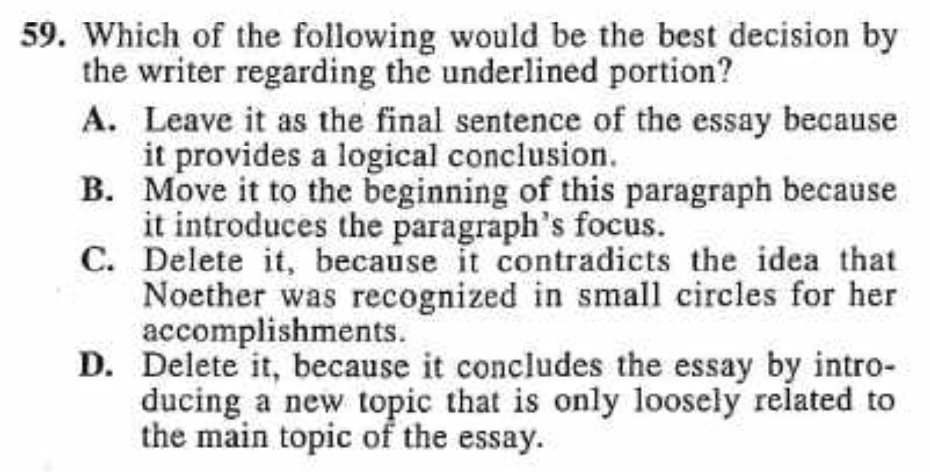 59. Which of the following would be the best decision by
the writer regarding the underlined portion?
A. Leave it as the final sentence of the essay because
it provides a logical conclusion.
B. Move it to the beginning of this paragraph because
it introduces the paragraph's focus.
C. Delete it, because it contradicts the idea that
Noether was recognized in small circles for her
accomplishments.
D. Delete it, because it concludes the essay by intro-
ducing a new topic that is only loosely related to
the main topic of the essay.